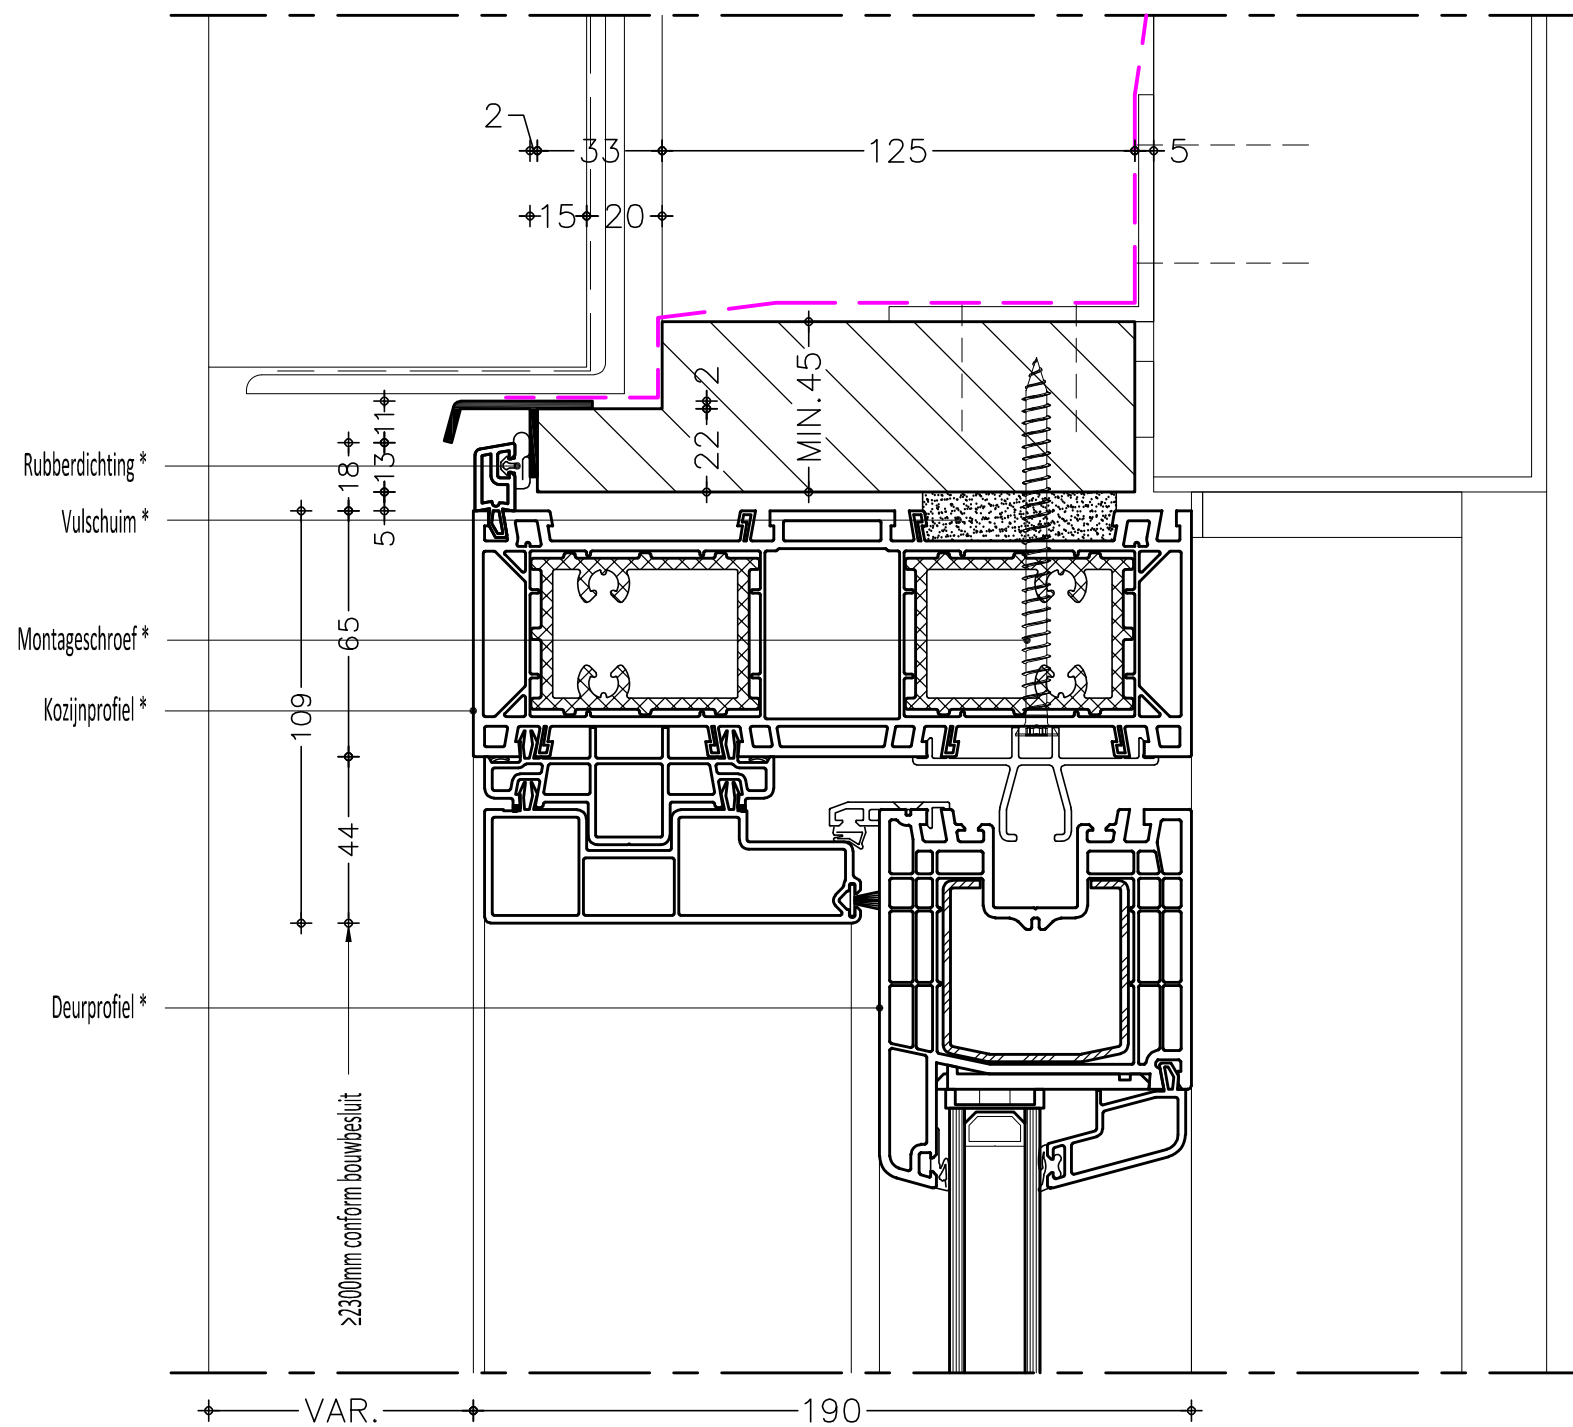 2
33
125
5
15
20
2
22
MIN.45
11
13
18
5
Rubberdichting *
Vulschuim *
Montageschroef *
65
Kozijnprofiel *
109
44
Deurprofiel *
≥2300mm conform bouwbesluit
VAR.
190